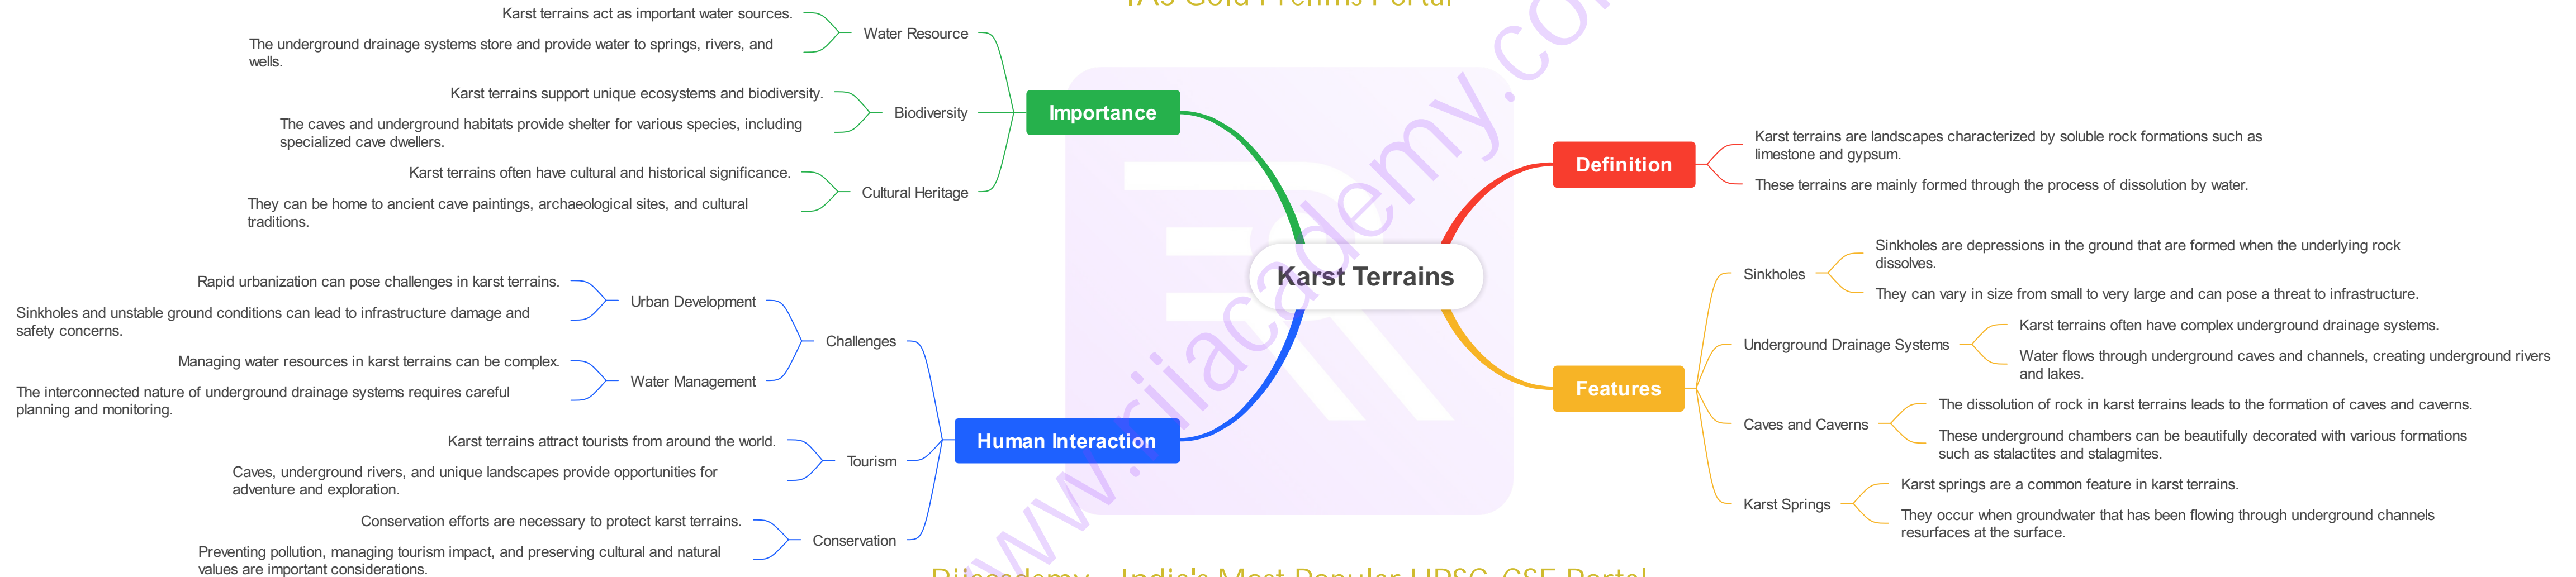 IAS Gold Prelims Portal
Karst Terrains
Definition
Karst terrains are landscapes characterized by soluble rock formations such as
limestone and gypsum.
These terrains are mainly formed through the process of dissolution by water.
Features
Sinkholes
Sinkholes are depressions in the ground that are formed when the underlying rock
dissolves.
They can vary in size from small to very large and can pose a threat to infrastructure.
Underground Drainage Systems
Karst terrains often have complex underground drainage systems.
Water flows through underground caves and channels, creating underground rivers
and lakes.
Caves and Caverns
The dissolution of rock in karst terrains leads to the formation of caves and caverns.
These underground chambers can be beautifully decorated with various formations
such as stalactites and stalagmites.
Karst Springs
Karst springs are a common feature in karst terrains.
They occur when groundwater that has been flowing through underground channels
resurfaces at the surface.
Importance
Water Resource
Karst terrains act as important water sources.
The underground drainage systems store and provide water to springs, rivers, and
wells.
Biodiversity
Karst terrains support unique ecosystems and biodiversity.
The caves and underground habitats provide shelter for various species, including
specialized cave dwellers.
Cultural Heritage
Karst terrains often have cultural and historical significance.
They can be home to ancient cave paintings, archaeological sites, and cultural
traditions.
Human Interaction
Challenges
Urban Development
Rapid urbanization can pose challenges in karst terrains.
Sinkholes and unstable ground conditions can lead to infrastructure damage and
safety concerns.
Water Management
Managing water resources in karst terrains can be complex.
The interconnected nature of underground drainage systems requires careful
planning and monitoring.
Tourism
Karst terrains attract tourists from around the world.
Caves, underground rivers, and unique landscapes provide opportunities for
adventure and exploration.
Conservation
Conservation efforts are necessary to protect karst terrains.
Preventing pollution, managing tourism impact, and preserving cultural and natural
values are important considerations.
www.rijiacademy.co
Rijiacademy - India's Most Popular UPSC-CSE Portal